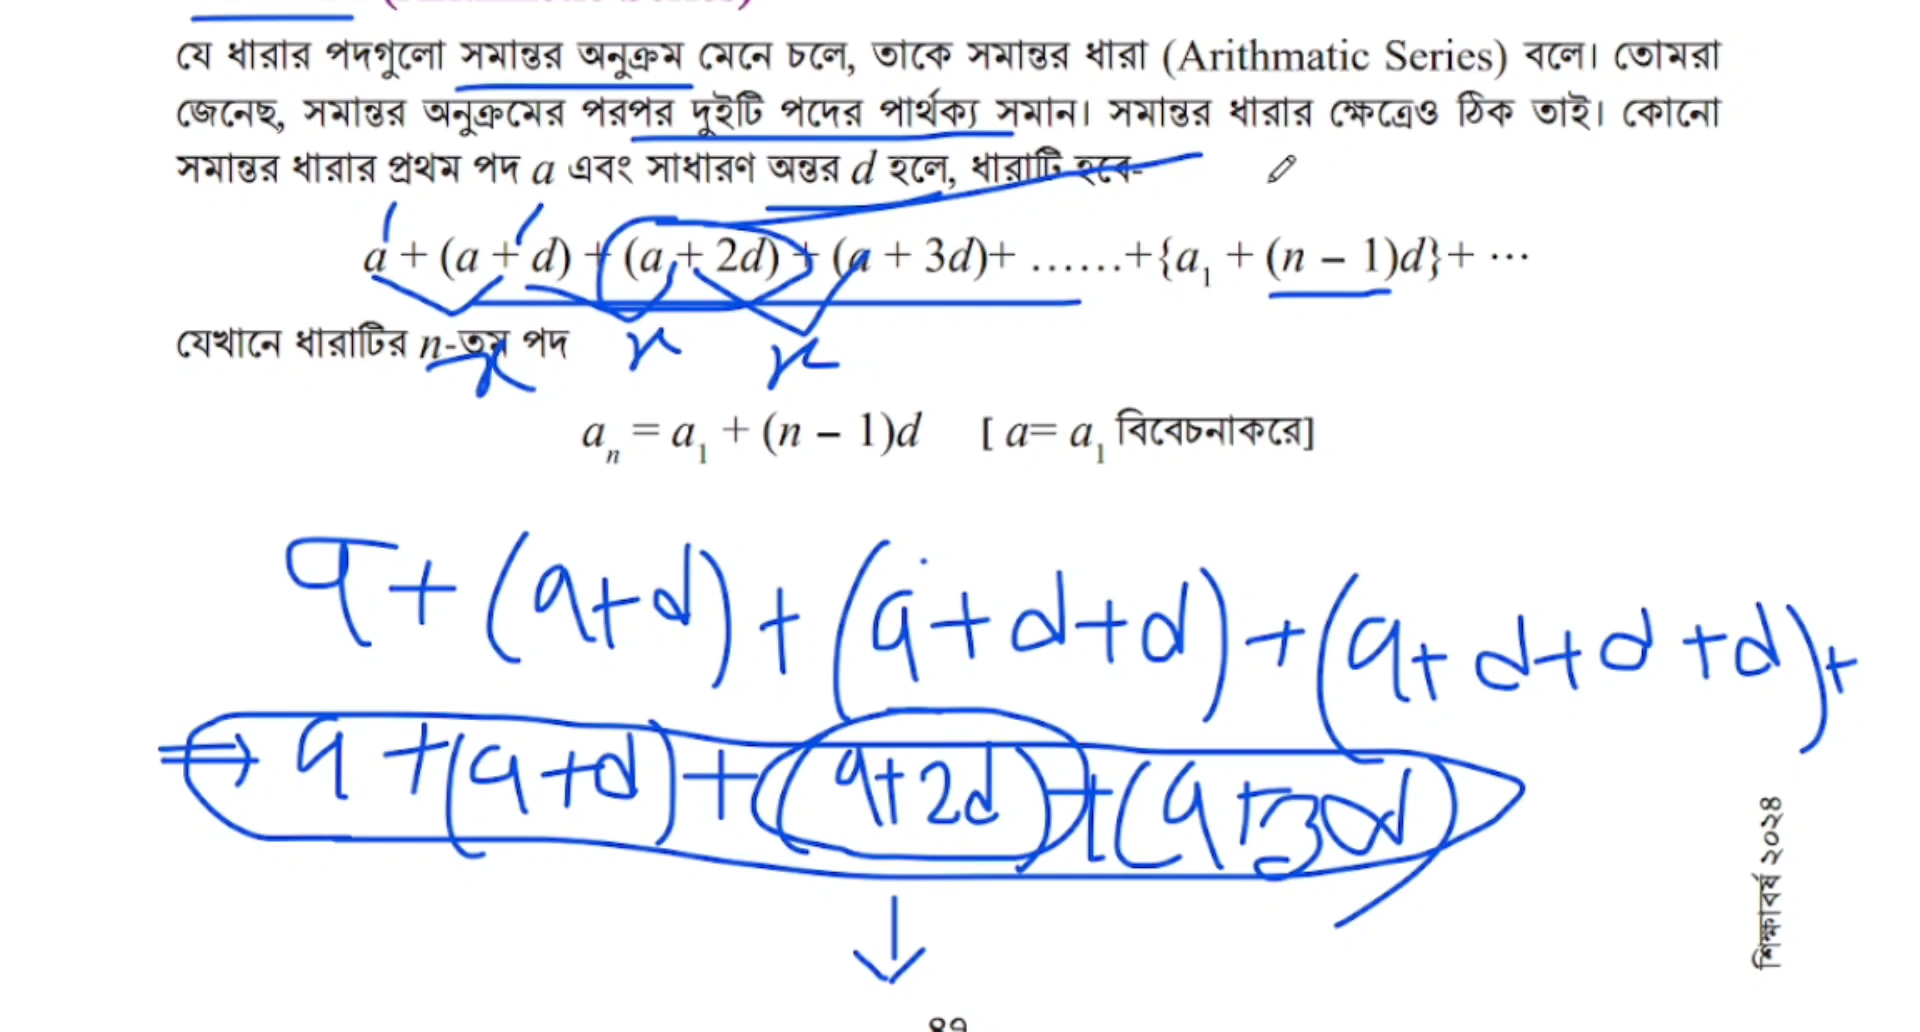 (Arithmetic Series)
যে ধারার পদগুলো সমান্তর অনুক্রম মেনে চলে, তাকে সমান্তর ধারা (Arithmatic Series) বলে। তোমরা
জেনেছ, সমান্তর অনুক্রমের পরপর দুইটি পদের পার্থক্য সমান। সমান্তর ধারার ক্ষেত্রেও ঠিক তাই। কোনো
সমান্তর ধারার প্রথম পদ a এবং সাধারণ অন্তর d হলে, ধারাটি হবে-
a + (a + d) + (a + 2d) + (a + 3d)+ ……+{a₁ + (n – 1)d}+ ···
যেখানে ধারাটির n-তম পদ
x x x
aₙ = a₁ + (n – 1)d [ a= a₁ বিবেচনাকরে]
a + (a+d) + (a+d+d) + (a+d+d+d)+
⇒ a + (a+d) + (a+2d) + (a+3d)
শিক্ষাবর্ষ ২০২৪